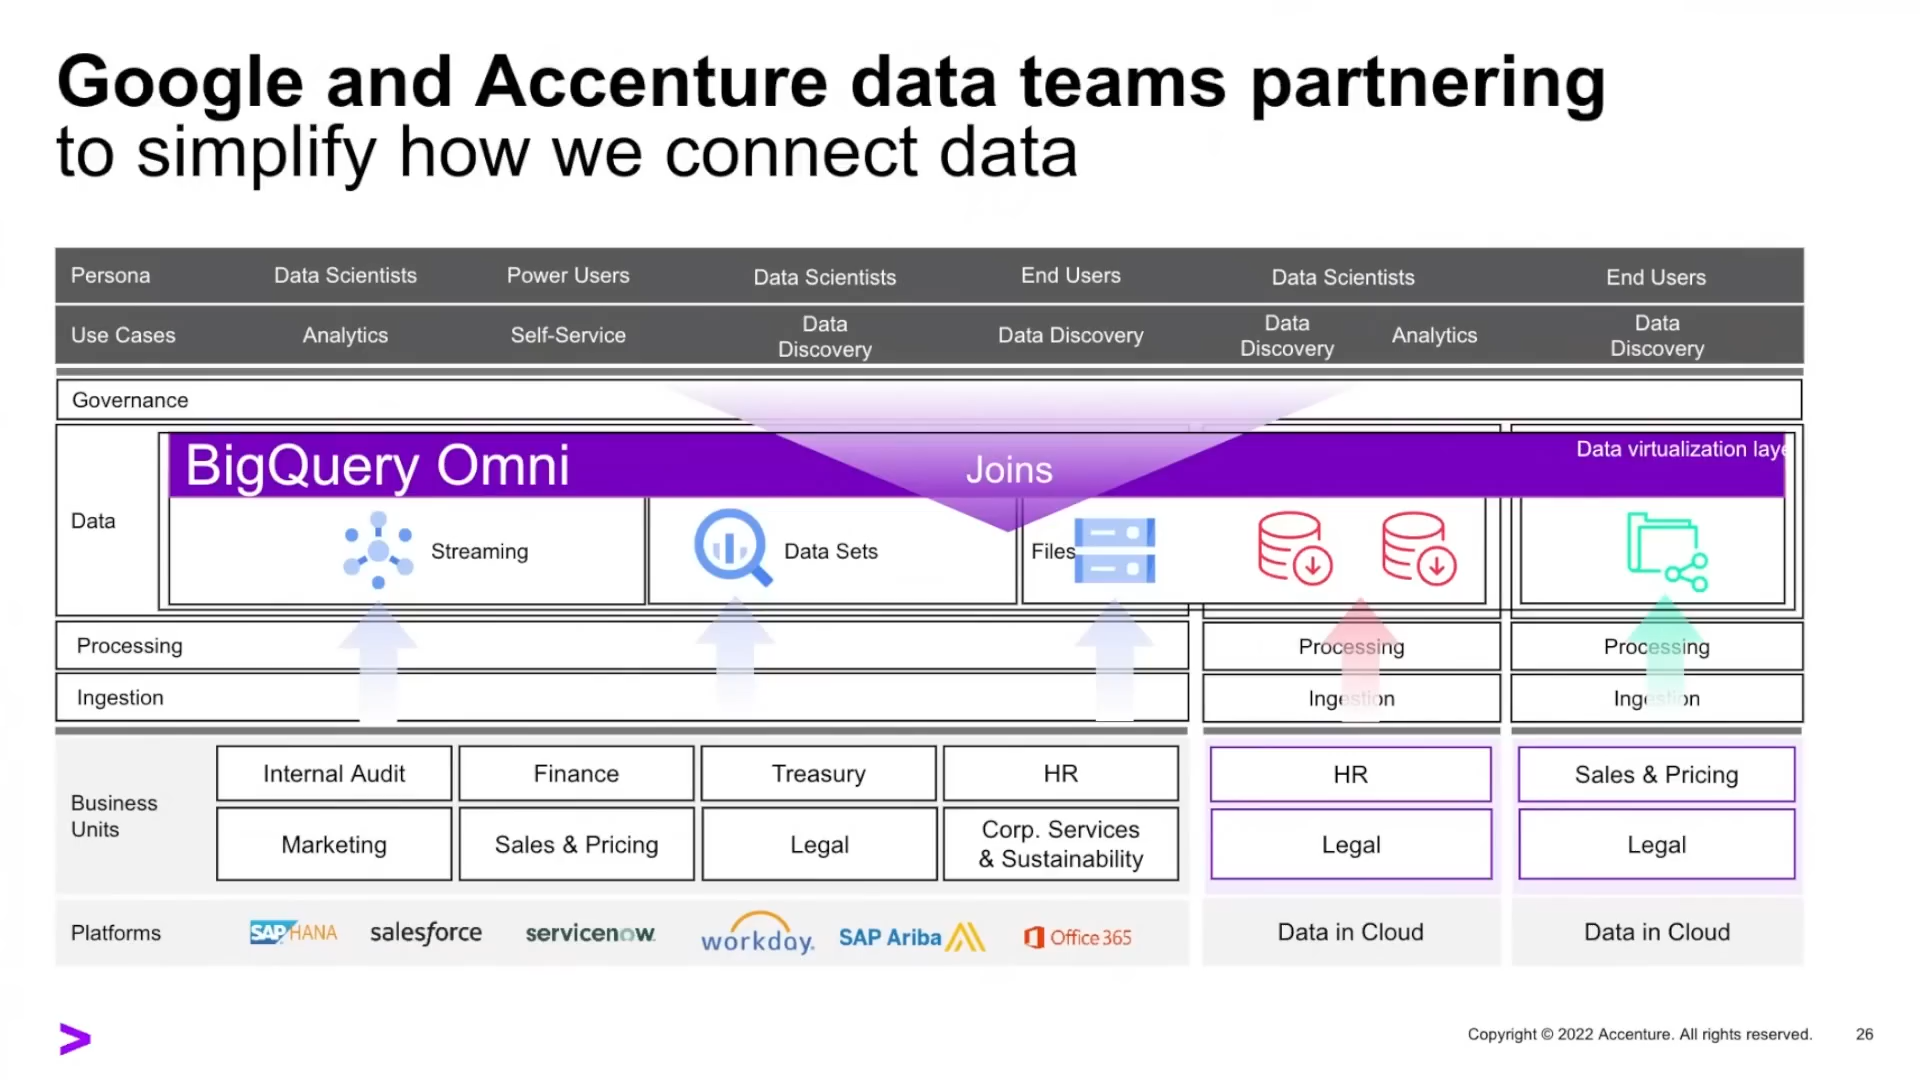 Google and Accenture data teams partnering
to simplify how we connect data
Persona Data Scientists Power Users Data Scientists End Users Data Scientists End Users
Use Cases Analytics Self-Service Data Discovery Data Discovery Data Discovery Analytics Data Discovery
Governance
BigQuery Omni Joins Data virtualization laye
Data Streaming Data Sets Files
Processing Processing Processing
Ingestion Ingestion Ingestion
Business Units
Internal Audit Finance Treasury HR HR Sales & Pricing
Marketing Sales & Pricing Legal Corp. Services & Sustainability Legal Legal
Platforms SAP HANA salesforce servicenow. workday. SAP Ariba Office 365 Data in Cloud Data in Cloud
> Copyright © 2022 Accenture. All rights reserved. 26